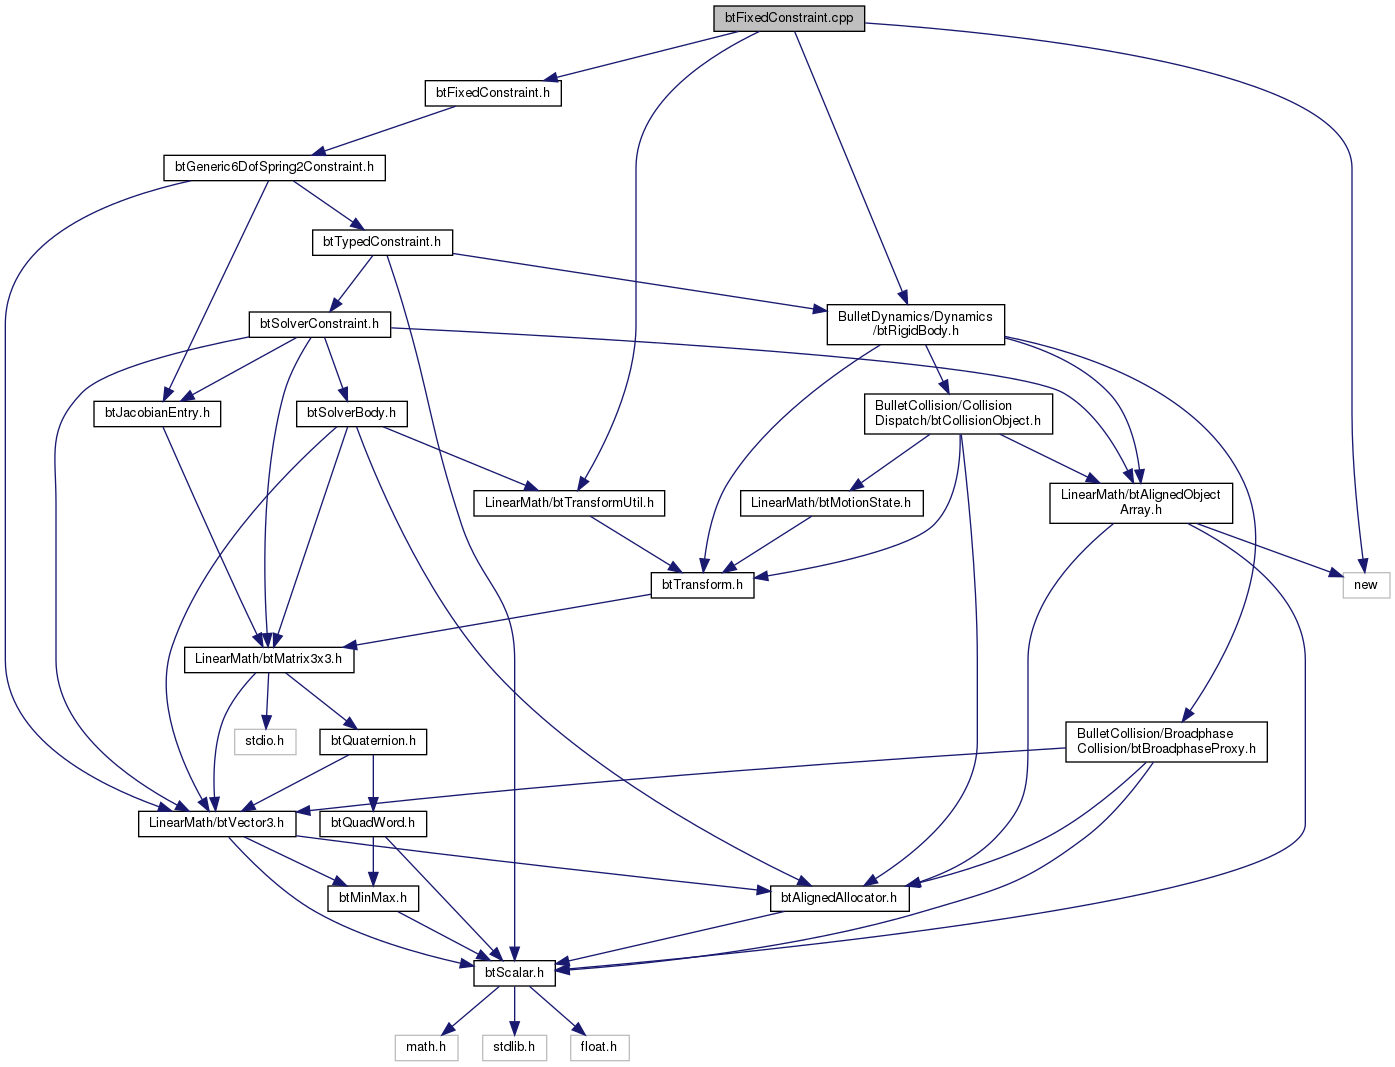 btFixedConstraint.cpp
btFixedConstraint.h
btGeneric6DofSpring2Constraint.h
btTypedConstraint.h
btSolverConstraint.h
BulletDynamics/Dynamics
/btRigidBody.h
btJacobianEntry.h
btSolverBody.h
BulletCollision/Collision
Dispatch/btCollisionObject.h
LinearMath/btTransformUtil.h
LinearMath/btMotionState.h
LinearMath/btAlignedObject
Array.h
btTransform.h
new
LinearMath/btMatrix3x3.h
stdio.h
btQuaternion.h
BulletCollision/Broadphase
Collision/btBroadphaseProxy.h
LinearMath/btVector3.h
btQuadWord.h
btMinMax.h
btAlignedAllocator.h
btScalar.h
math.h
stdlib.h
float.h